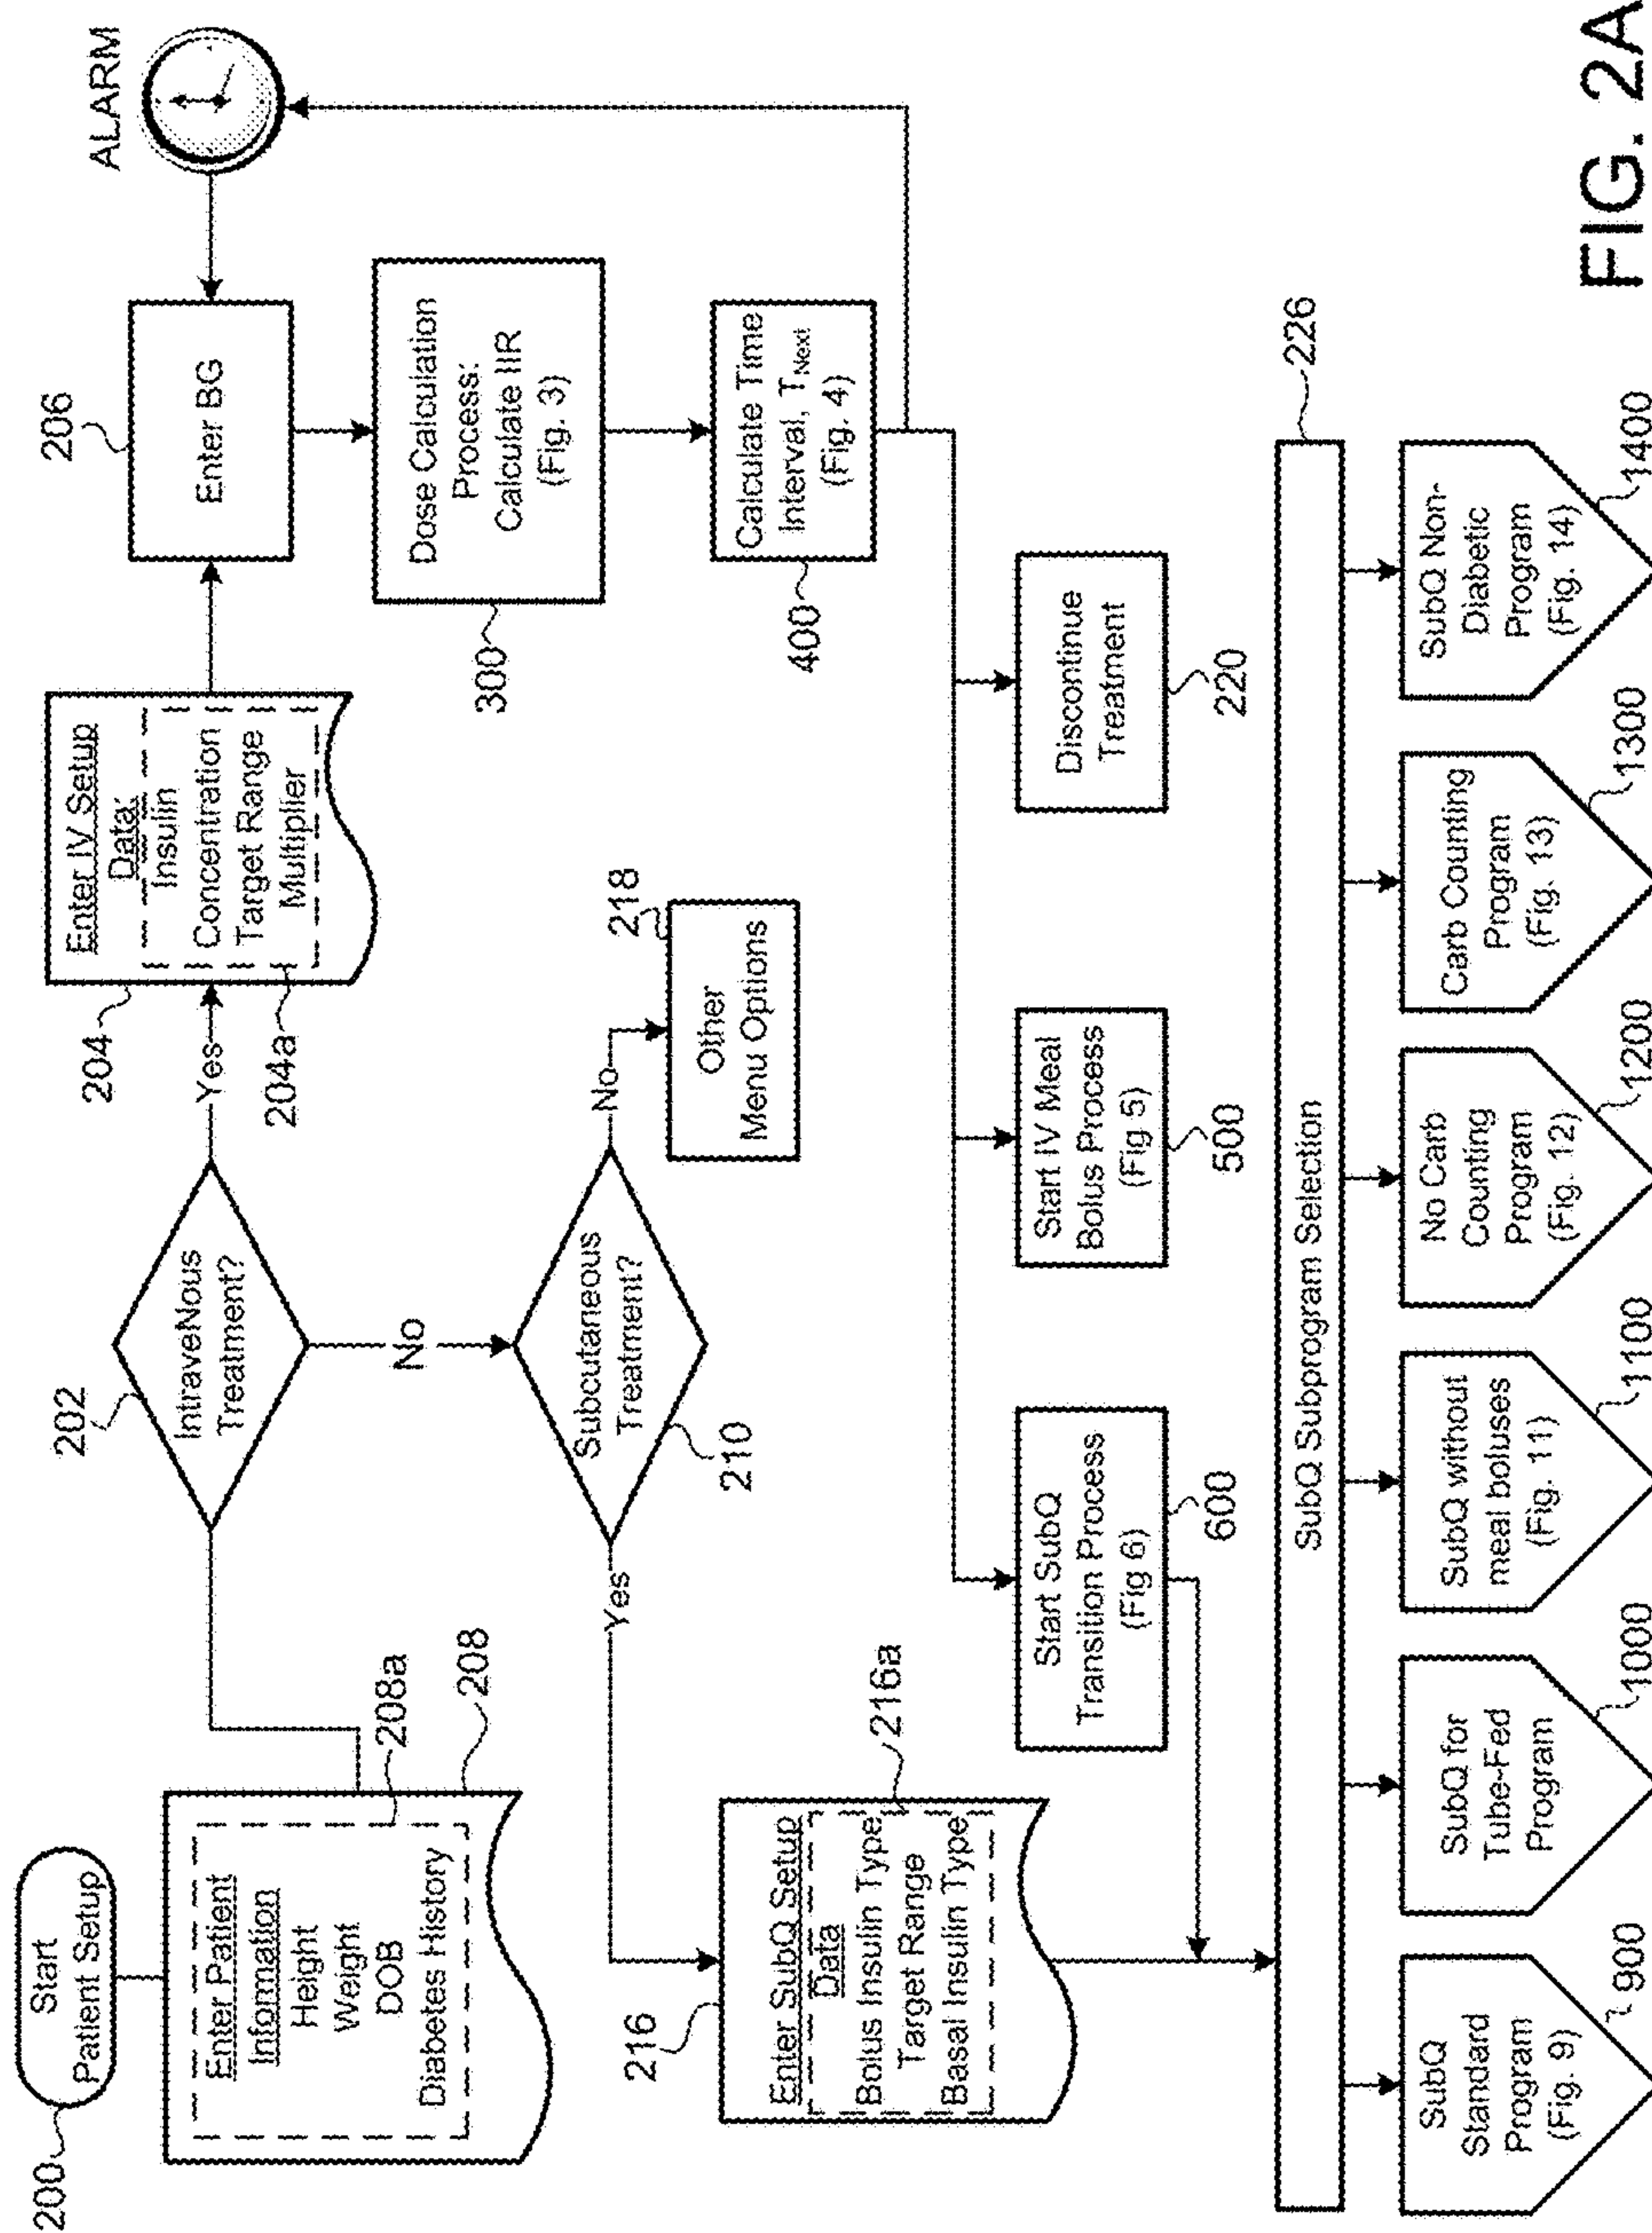 200
Start
Patient Setup
Enter Patient
Information
Height
Weight
DOB
Diabetes History
208a
208
202
IntraveNous
Treatment?
Yes
No
204
Enter IV Setup
Data:
Insulin
Concentration
Target Range
Multiplier
204a
206
Enter BG
ALARM
Dose Calculation
Process:
Calculate IIR
(Fig. 3)
300
Calculate Time
Interval, TNext
(Fig. 4)
400
Subcutaneous
Treatment?
210
Yes
No
218
Other
Menu Options
216
Enter SubQ Setup
Data
Bolus Insulin Type
Target Range
Basal Insulin Type
216a
Start SubQ
Transition Process
(Fig 6)
600
Start IV Meal
Bolus Process
(Fig 5)
500
Discontinue
Treatment
220
SubQ Subprogram Selection
226
SubQ
Standard
Program
(Fig. 9)
900
SubQ for
Tube-Fed
Program
1000
SubQ without
meal boluses
(Fig. 11)
1100
No Carb
Counting
Program
(Fig. 12)
1200
Carb Counting
Program
(Fig. 13)
1300
SubQ Non-
Diabetic
Program
(Fig. 14)
1400
FIG. 2A